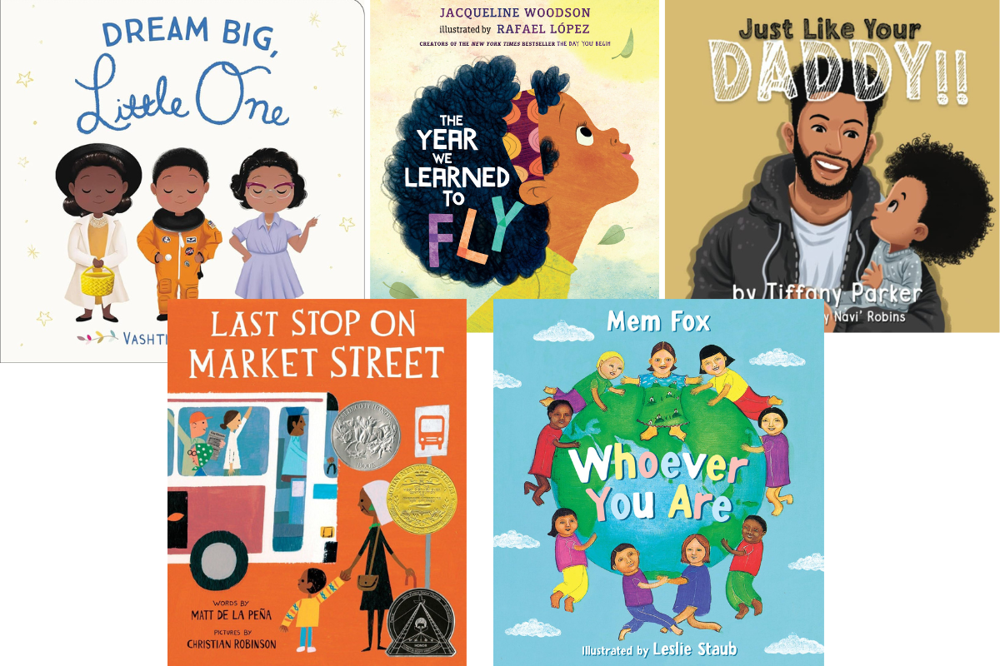 DREAM BIG,
Little One
VASHTI
JACQUELINE WOODSON
illustrated by RAFAEL LÓPEZ
CREATORS OF THE NEW YORK TIMES BESTSELLER THE DAY YOU BEGIN
THE
YEAR
WE
LEARNED
TO
FLY
Just Like Your
DADDY!!
by Tiffany Parker
y Navi' Robins
LAST STOP ON
MARKET STREET
WORDS BY
MATT DE LA PEÑA
PICTURES BY
CHRISTIAN ROBINSON
HONOR
Mem Fox
Whoever
You Are
Illustrated by Leslie Staub